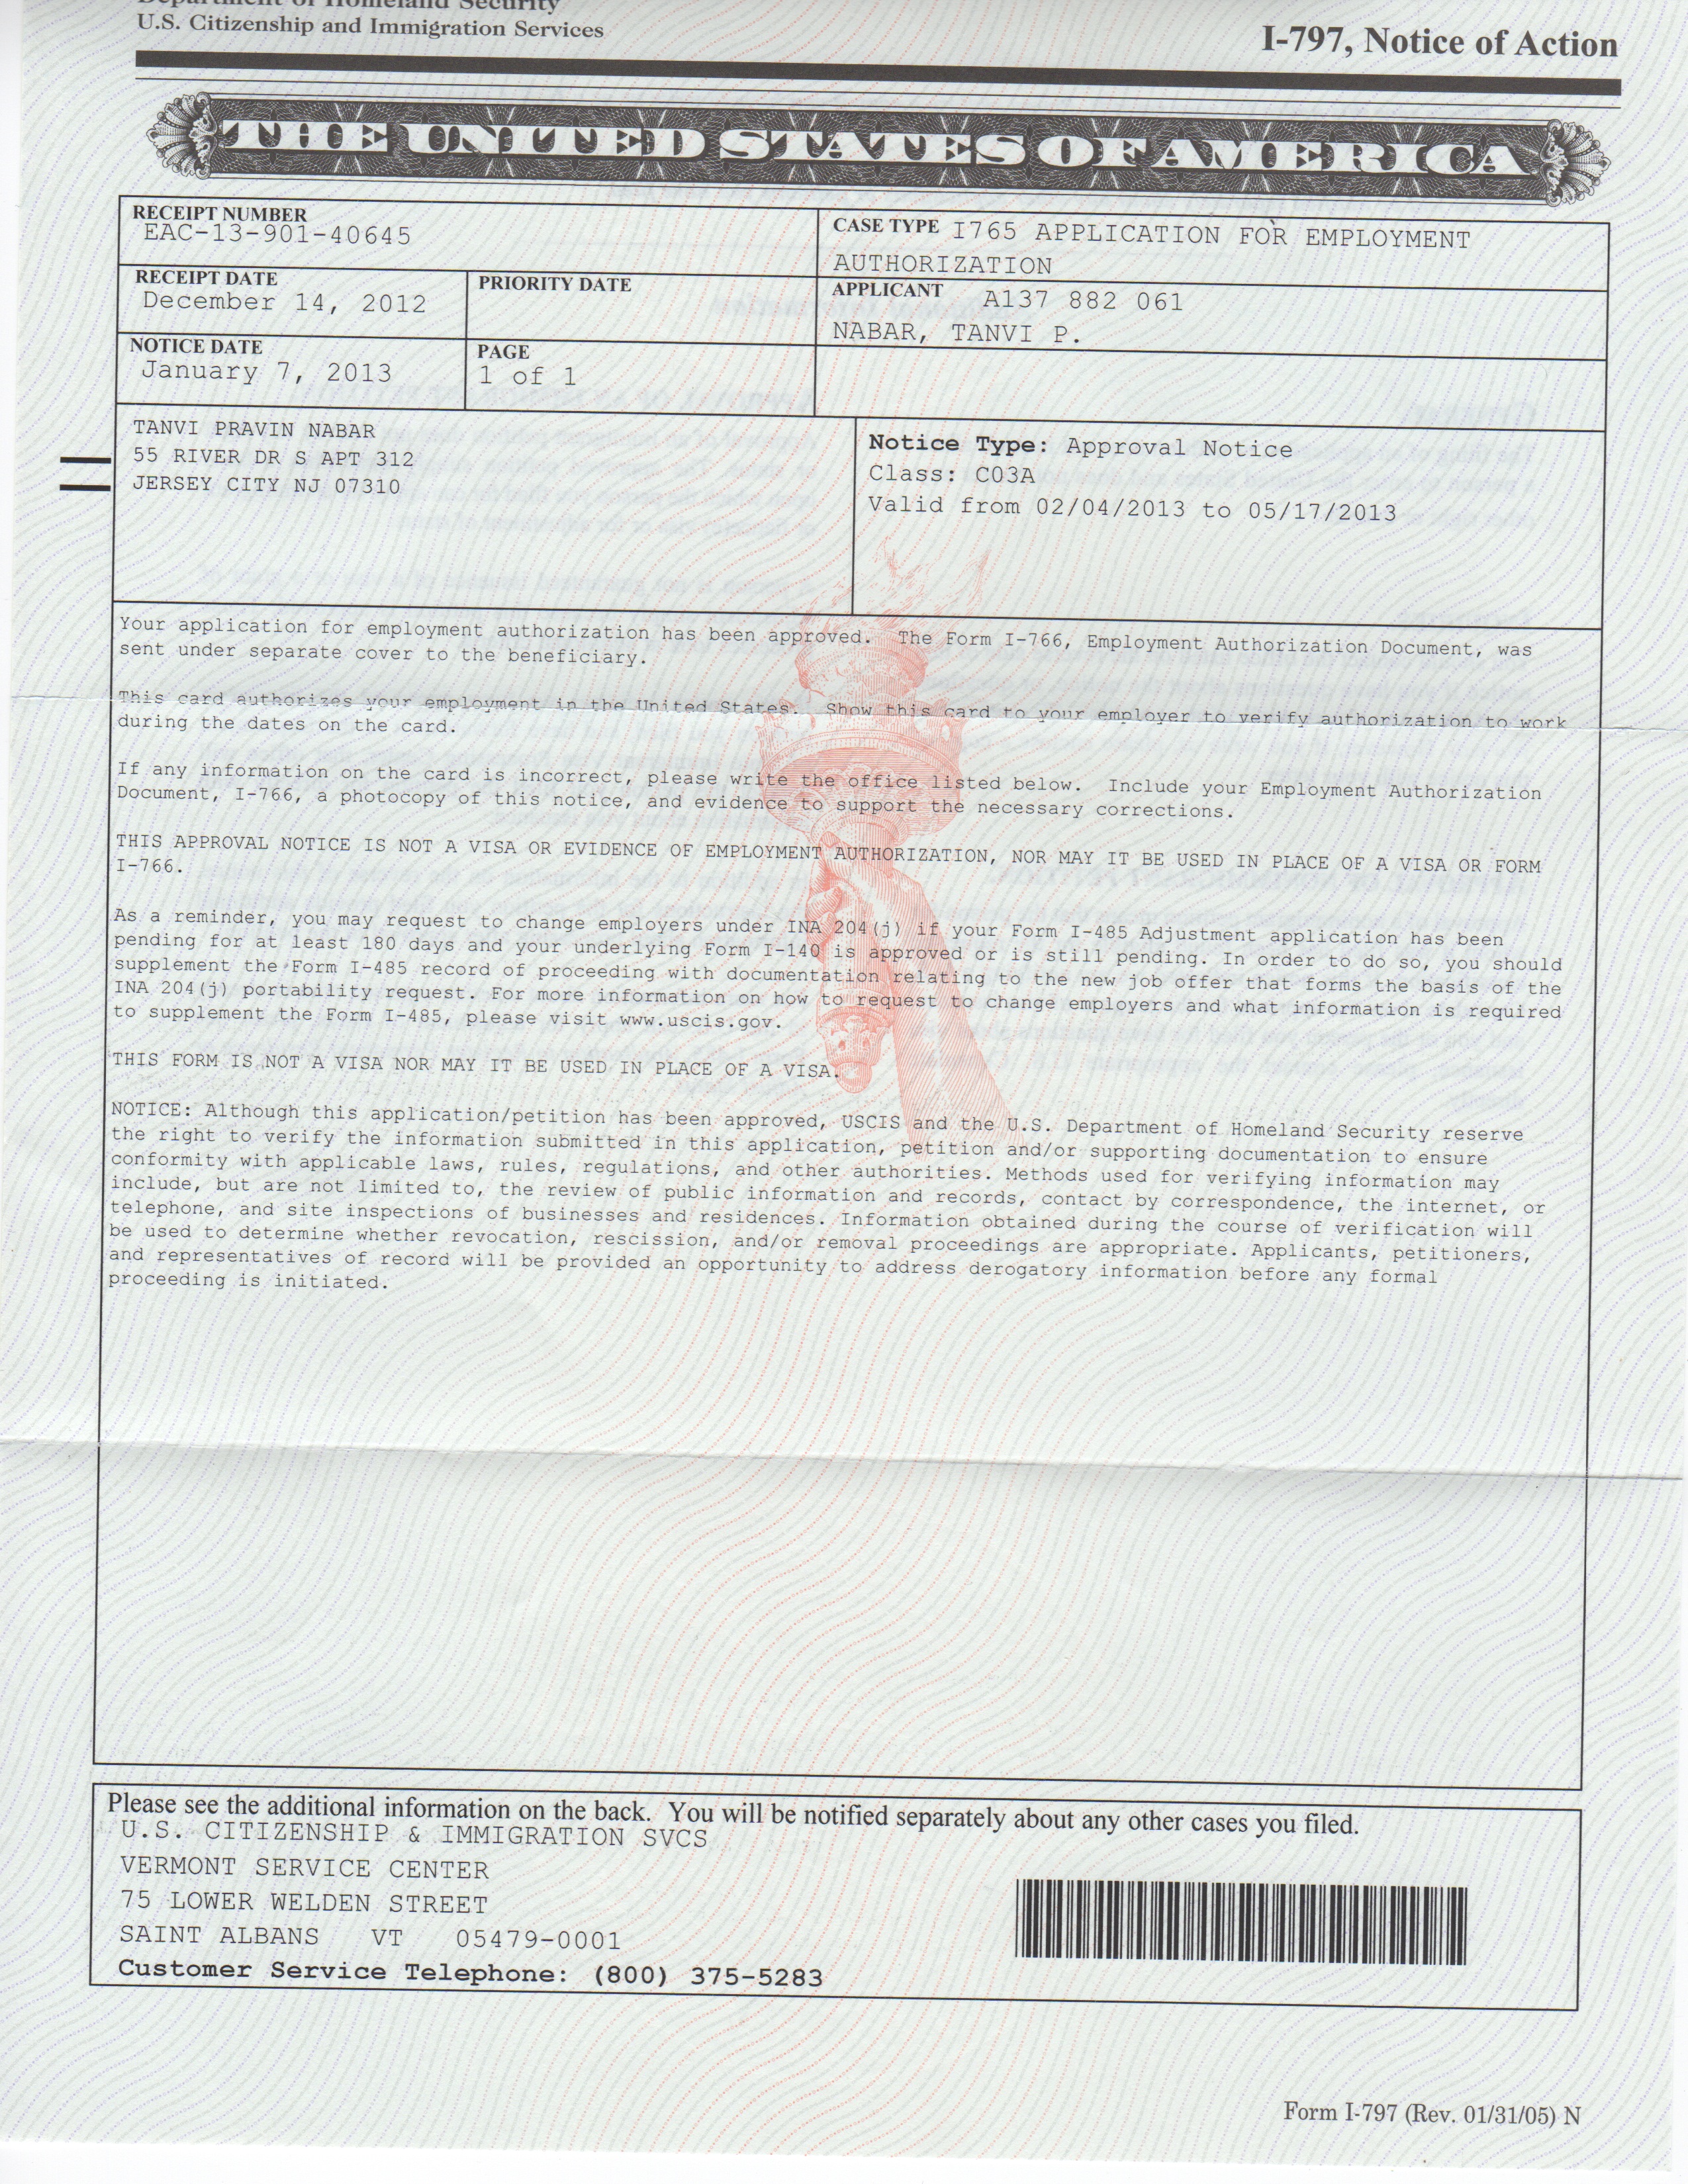 Department of Homeland Security
U.S. Citizenship and Immigration Services
I-797, Notice of Action
THE UNITED STATES OF AMERICA
RECEIPT NUMBER
EAC-13-901-40645
CASE TYPE I765 APPLICATION FOR EMPLOYMENT
AUTHORIZATION
RECEIPT DATE
December 14, 2012
PRIORITY DATE
APPLICANT A137 882 061
NABAR, TANVI P.
NOTICE DATE
January 7, 2013
PAGE
1 of 1
TANVI PRAVIN NABAR
55 RIVER DR S APT 312
JERSEY CITY NJ 07310
Notice Type: Approval Notice
Class: C03A
Valid from 02/04/2013 to 05/17/2013
Your application for employment authorization has been approved. The Form I-766, Employment Authorization Document, was
sent under separate cover to the beneficiary.
This card authorizes your employment in the United States. Show this card to your employer to verify authorization to work
during the dates on the card.
If any information on the card is incorrect, please write the office listed below. Include your Employment Authorization
Document, I-766, a photocopy of this notice, and evidence to support the necessary corrections.
THIS APPROVAL NOTICE IS NOT A VISA OR EVIDENCE OF EMPLOYMENT AUTHORIZATION, NOR MAY IT BE USED IN PLACE OF A VISA OR FORM
I-766.
As a reminder, you may request to change employers under INA 204(j) if your Form I-485 Adjustment application has been
pending for at least 180 days and your underlying Form I-140 is approved or is still pending. In order to do so, you should
supplement the Form I-485 record of proceeding with documentation relating to the new job offer that forms the basis of the
INA 204(j) portability request. For more information on how to request to change employers and what information is required
to supplement the Form I-485, please visit www.uscis.gov.
THIS FORM IS NOT A VISA NOR MAY IT BE USED IN PLACE OF A VISA.
NOTICE: Although this application/petition has been approved, USCIS and the U.S. Department of Homeland Security reserve
the right to verify the information submitted in this application, petition and/or supporting documentation to ensure
conformity with applicable laws, rules, regulations, and other authorities. Methods used for verifying information may
include, but are not limited to, the review of public information and records, contact by correspondence, the internet, or
telephone, and site inspections of businesses and residences. Information obtained during the course of verification will
be used to determine whether revocation, rescission, and/or removal proceedings are appropriate. Applicants, petitioners,
and representatives of record will be provided an opportunity to address derogatory information before any formal
proceeding is initiated.
Please see the additional information on the back. You will be notified separately about any other cases you filed.
U.S. CITIZENSHIP & IMMIGRATION SVCS
VERMONT SERVICE CENTER
75 LOWER WELDEN STREET
SAINT ALBANS VT 05479-0001
Customer Service Telephone: (800) 375-5283
Form I-797 (Rev. 01/31/05) N